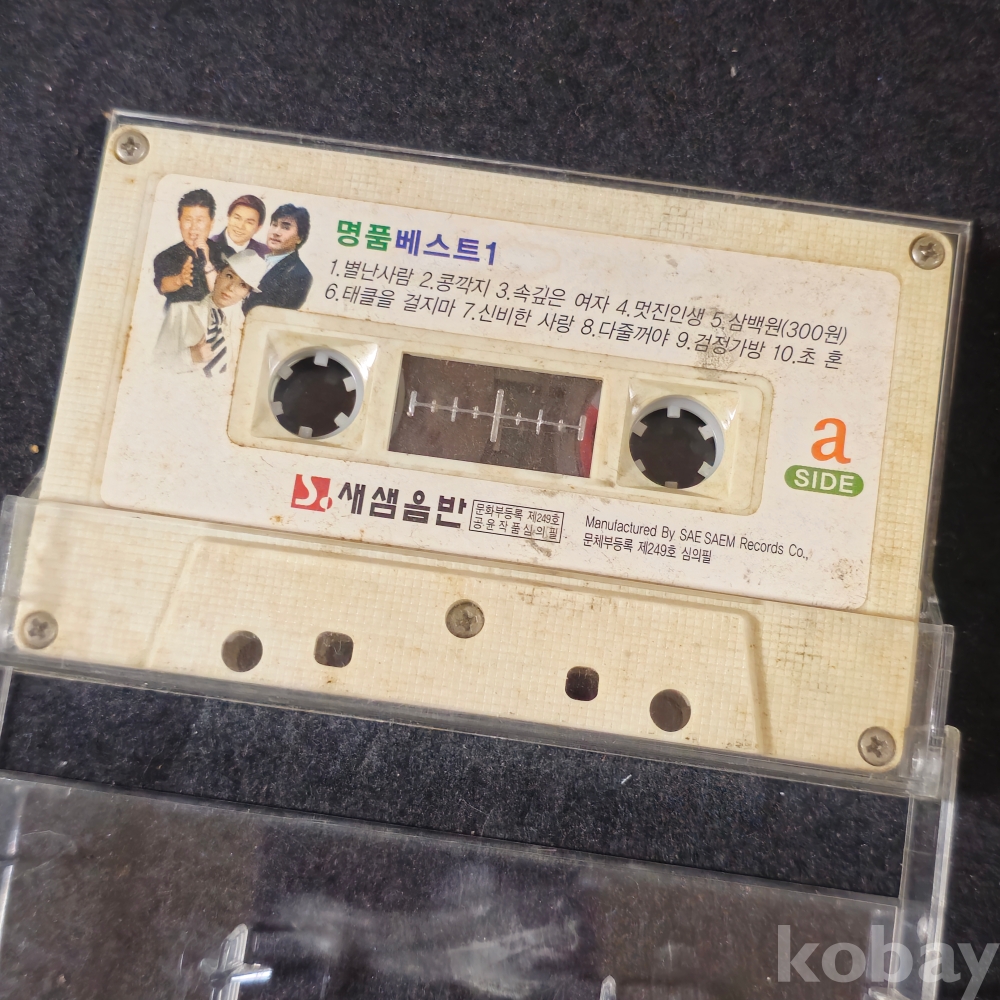 명품베스트1
1.별난사람 2.콩깍지 3.속깊은 여자 4.멋진인생 5.삼백원(300원)
6.태클을 걸지마 7.신비한 사랑 8.다줄꺼야 9.검정가방 10.초 혼
a
SIDE
새샘음반
문화부등록 제249호
공윤작품심의필
Manufactured By SAE SAEM Records Co.,
문체부등록 제249호 심의필
kobay